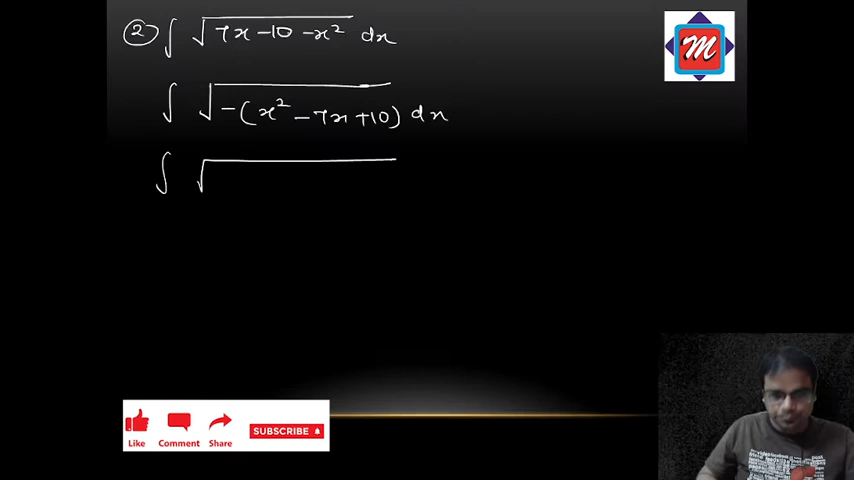 ② ∫ √(7x-10-x²) dx
∫ √(-(x²-7x+10)) dx
∫ √
M
Like Comment Share SUBSCRIBE